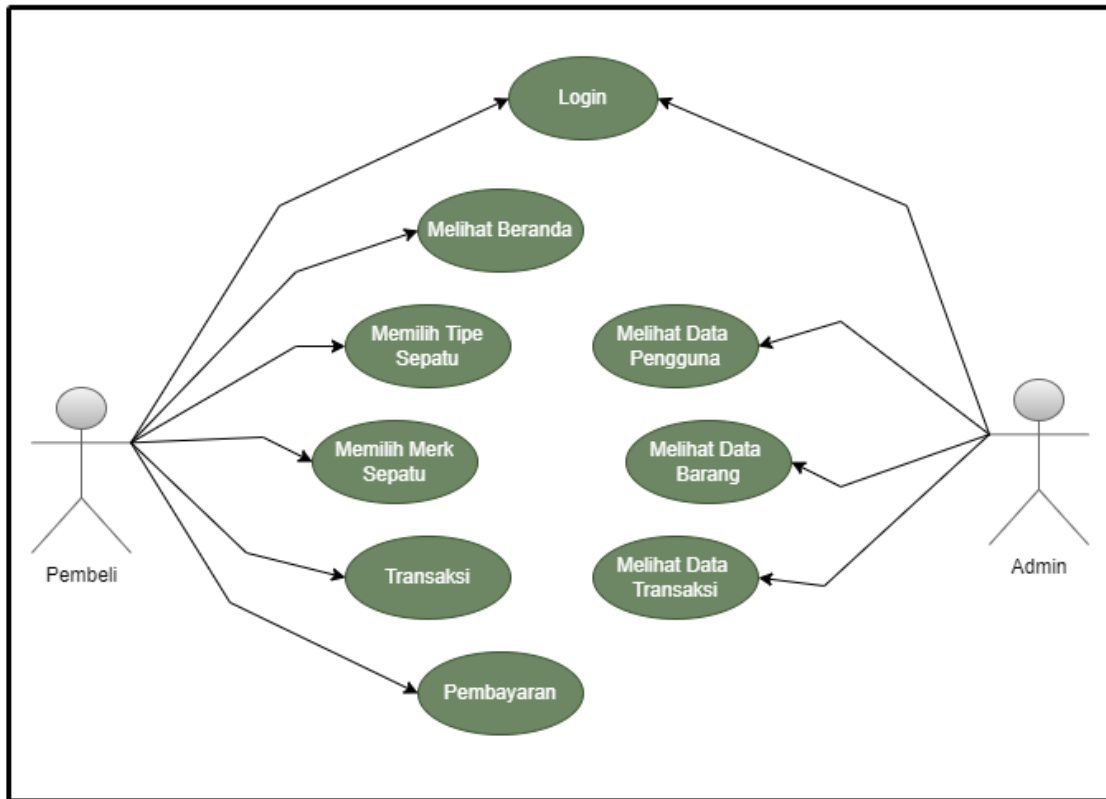 Login
Melihat Beranda
Memilih Tipe
Sepatu
Melihat Data
Pengguna
Memilih Merk
Sepatu
Melihat Data
Barang
Pembeli
Transaksi
Melihat Data
Transaksi
Admin
Pembayaran